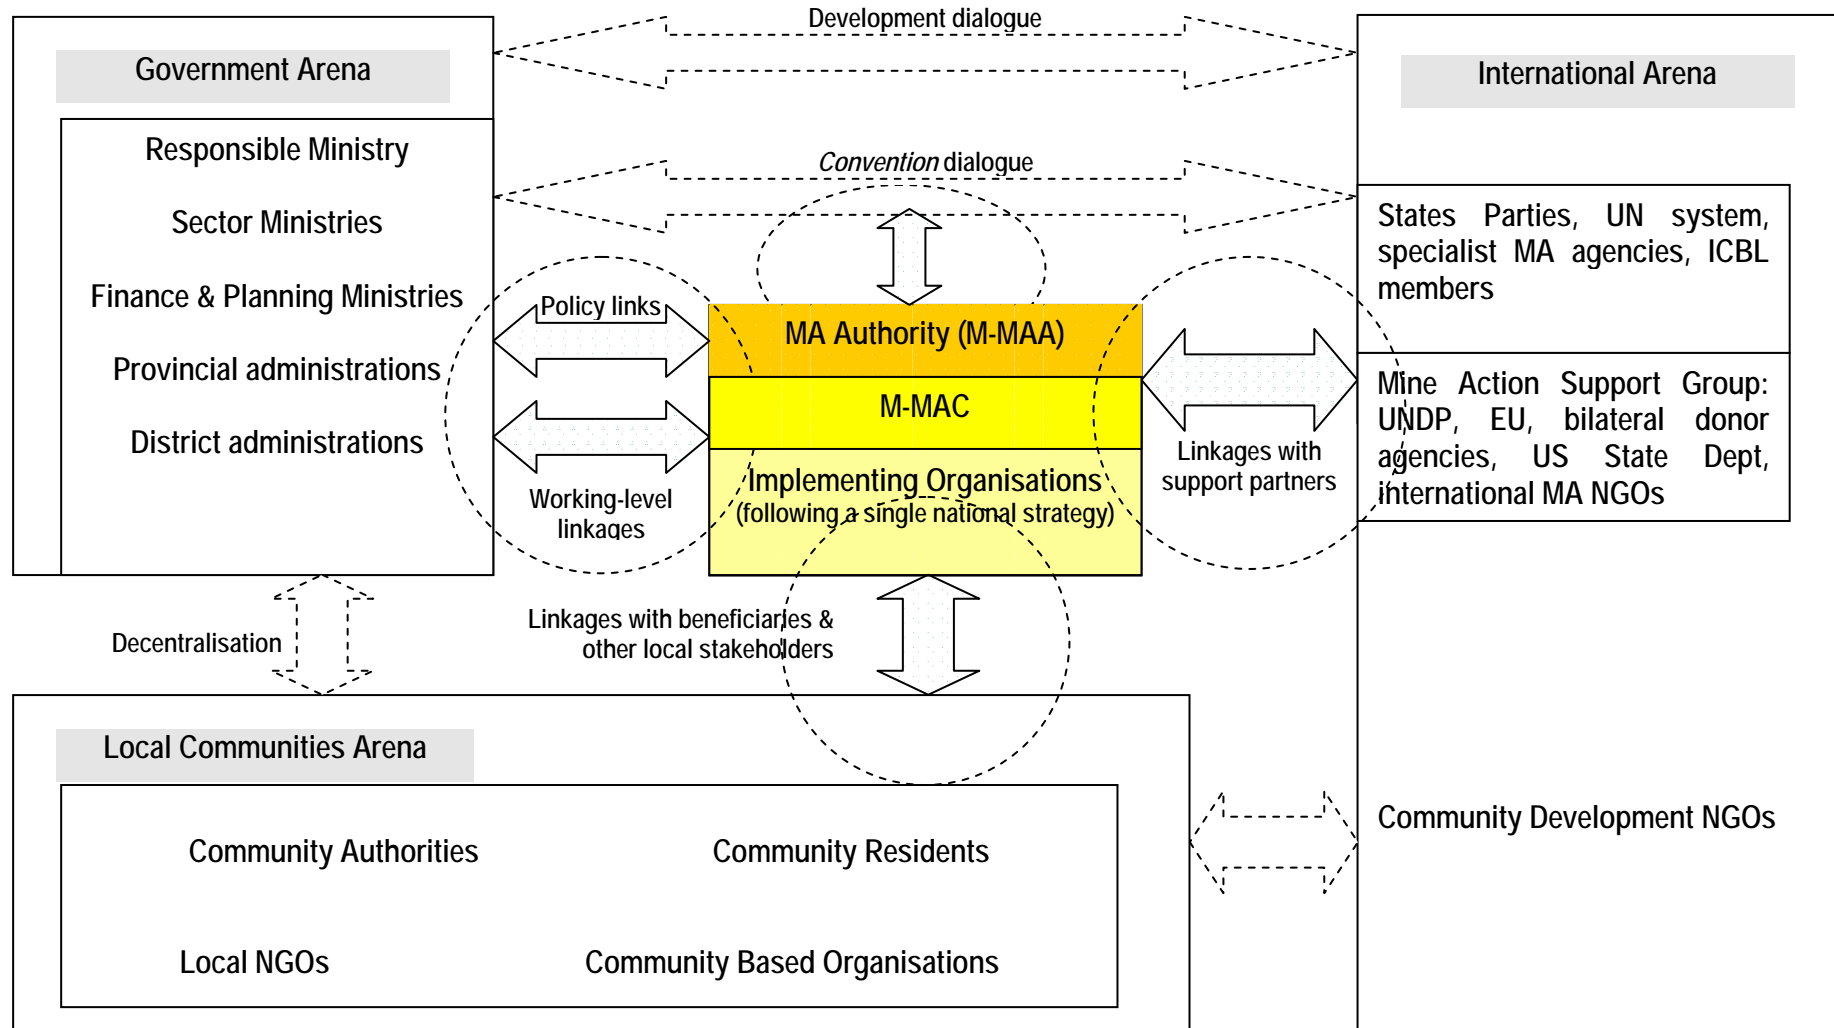 Development dialogue
Government Arena
International Arena
Responsible Ministry
Sector Ministries
Finance & Planning Ministries
Provincial administrations
District administrations
Convention dialogue
States Parties, UN system,
specialist MA agencies, ICBL
members
Policy links
MA Authority (M-MAA)
M-MAC
Implementing Organisations
(following a single national strategy)
Working-level
linkages
Linkages with
support partners
Mine Action Support Group:
UNDP, EU, bilateral donor
agencies, US State Dept,
international MA NGOs
Decentralisation
Linkages with beneficiaries &
other local stakeholders
Local Communities Arena
Community Authorities
Community Residents
Local NGOs
Community Based Organisations
Community Development NGOs